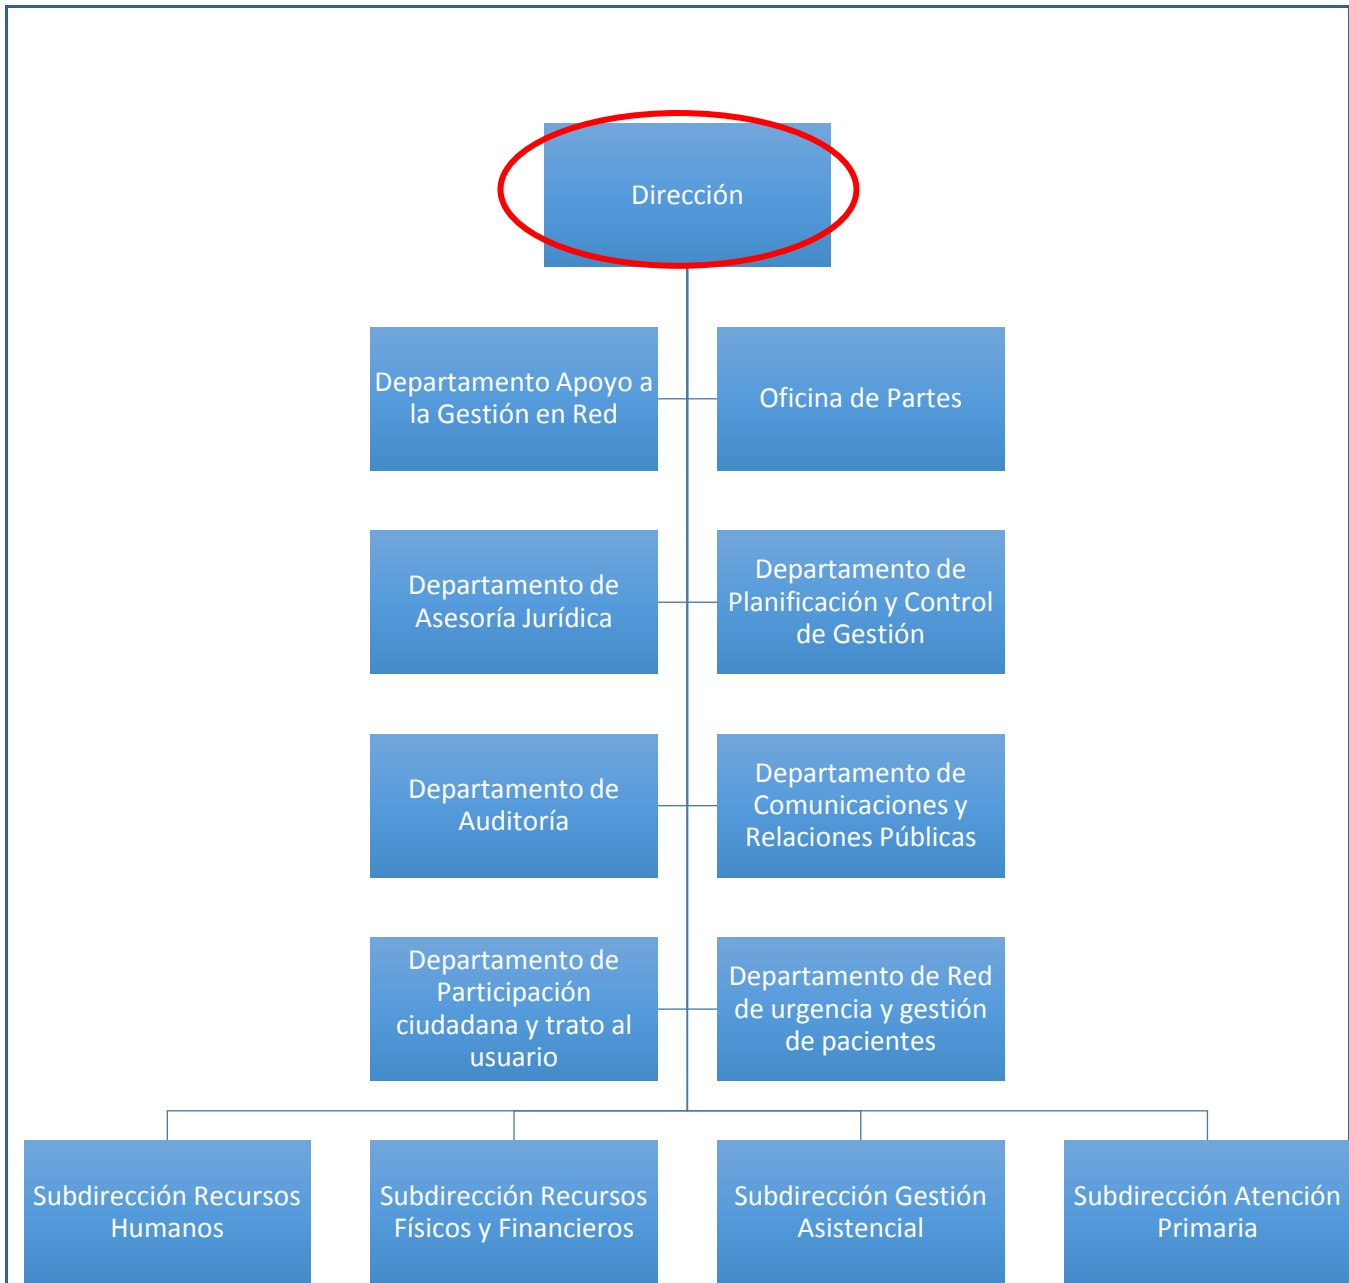 Dirección
Departamento Apoyo a
la Gestión en Red
Oficina de Partes
Departamento de
Asesoría Jurídica
Departamento de
Planificación y Control
de Gestión
Departamento de
Auditoría
Departamento de
Comunicaciones y
Relaciones Públicas
Departamento de
Participación
ciudadana y trato al
usuario
Departamento de Red
de urgencia y gestión
de pacientes
Subdirección Recursos
Humanos
Subdirección Recursos
Físicos y Financieros
Subdirección Gestión
Asistencial
Subdirección Atención
Primaria